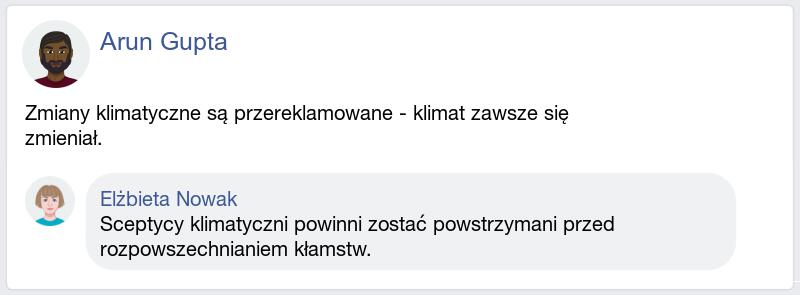 Arun Gupta
Zmiany klimatyczne są przereklamowane - klimat zawsze się
zmieniał.
Elżbieta Nowak
Sceptycy klimatyczni powinni zostać powstrzymani przed
rozpowszechnianiem kłamstw.